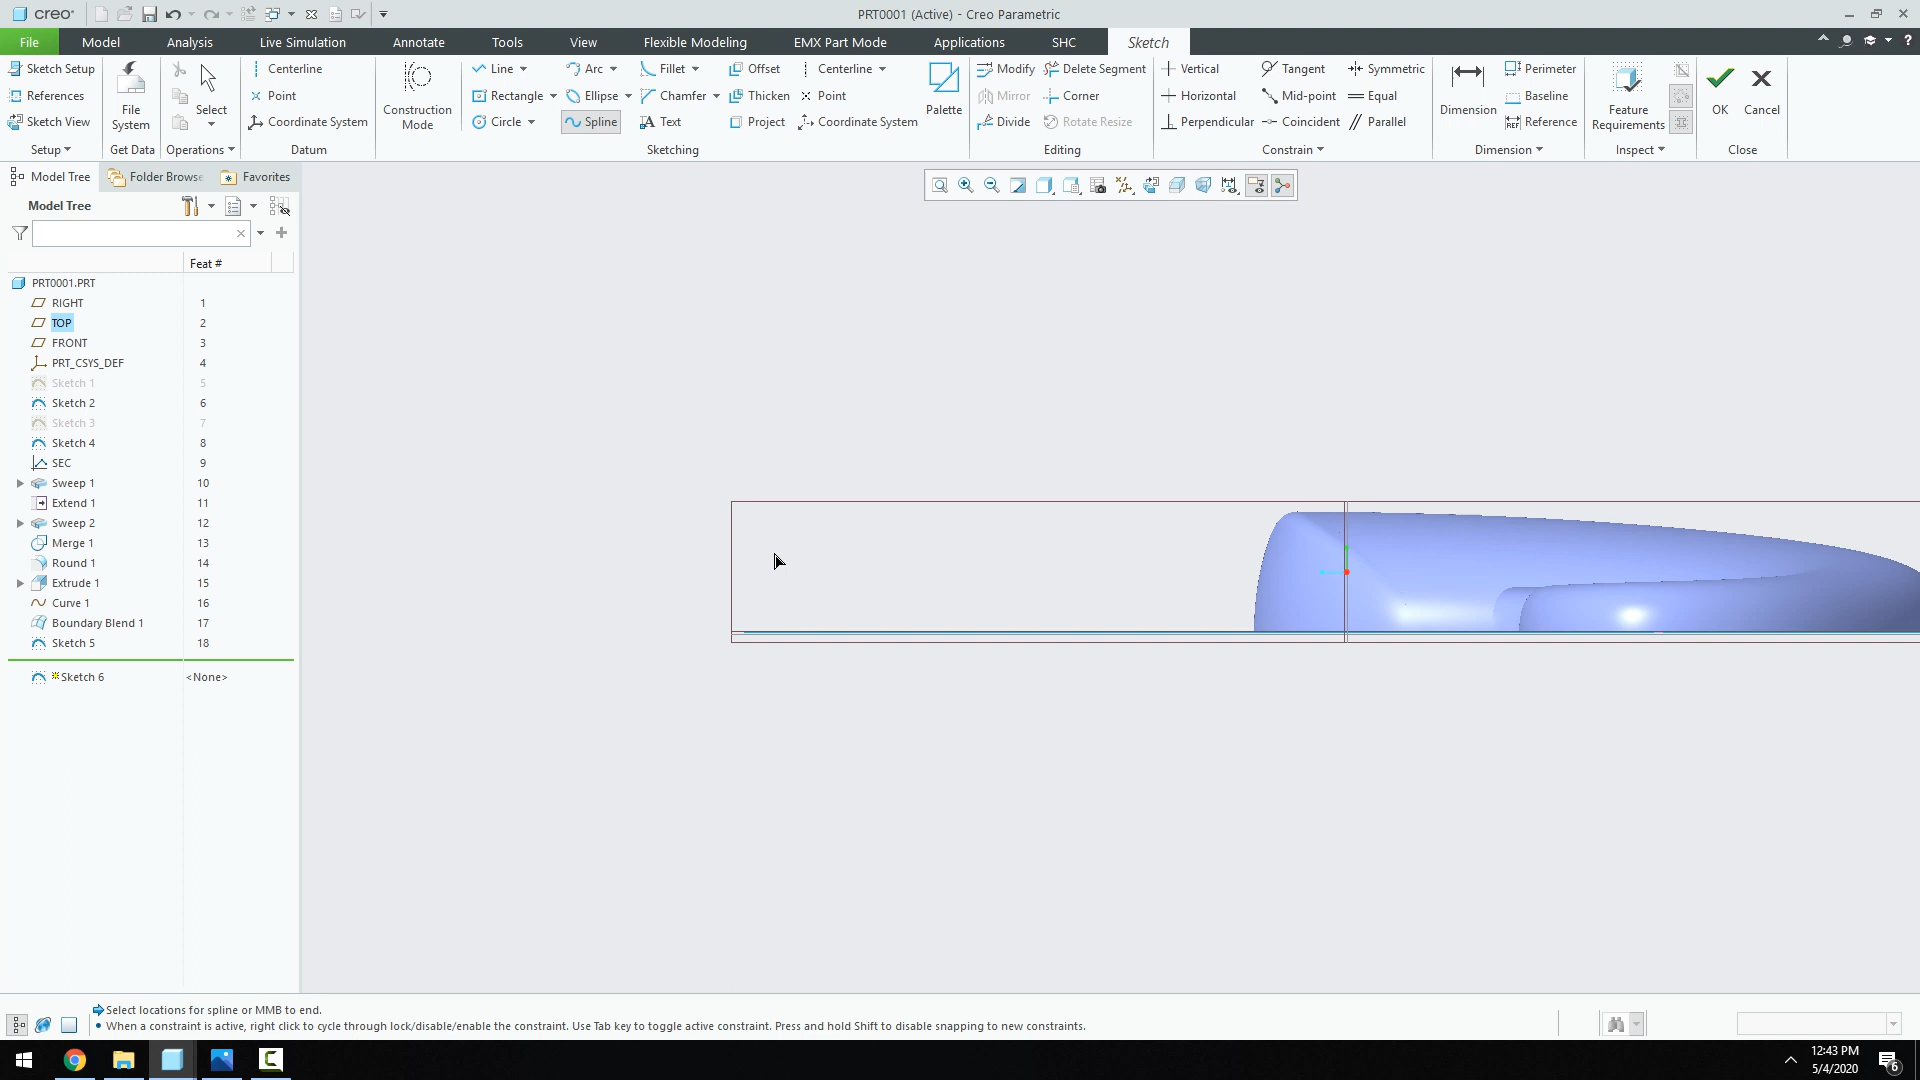 creo
PRT0001 (Active) - Creo Parametric
File Model Analysis Live Simulation Annotate Tools View Flexible Modeling EMX Part Mode Applications SHC Sketch
Sketch Setup Centerline Line Arc Fillet Offset Centerline Modify Delete Segment Vertical Tangent Symmetric Perimeter
References File System Select Point Construction Mode Rectangle Ellipse Chamfer Thicken Point Palette Mirror Corner Horizontal Mid-point Equal Dimension Baseline Feature Requirements OK Cancel
Sketch View Coordinate System Circle Spline Text Project Coordinate System Divide Rotate Resize Perpendicular Coincident Parallel REF Reference
Setup Get Data Operations Datum Sketching Editing Constrain Dimension Inspect Close
Model Tree Folder Browse Favorites
Model Tree
Feat #
PRT0001.PRT
RIGHT 1
TOP 2
FRONT 3
PRT_CSYS_DEF 4
Sketch 1 5
Sketch 2 6
Sketch 3 7
Sketch 4 8
SEC 9
Sweep 1 10
Extend 1 11
Sweep 2 12
Merge 1 13
Round 1 14
Extrude 1 15
Curve 1 16
Boundary Blend 1 17
Sketch 5 18
Sketch 6 <None>
Select locations for spline or MMB to end.
• When a constraint is active, right click to cycle through lock/disable/enable the constraint. Use Tab key to toggle active constraint. Press and hold Shift to disable snapping to new constraints.
12:43 PM
5/4/2020
6